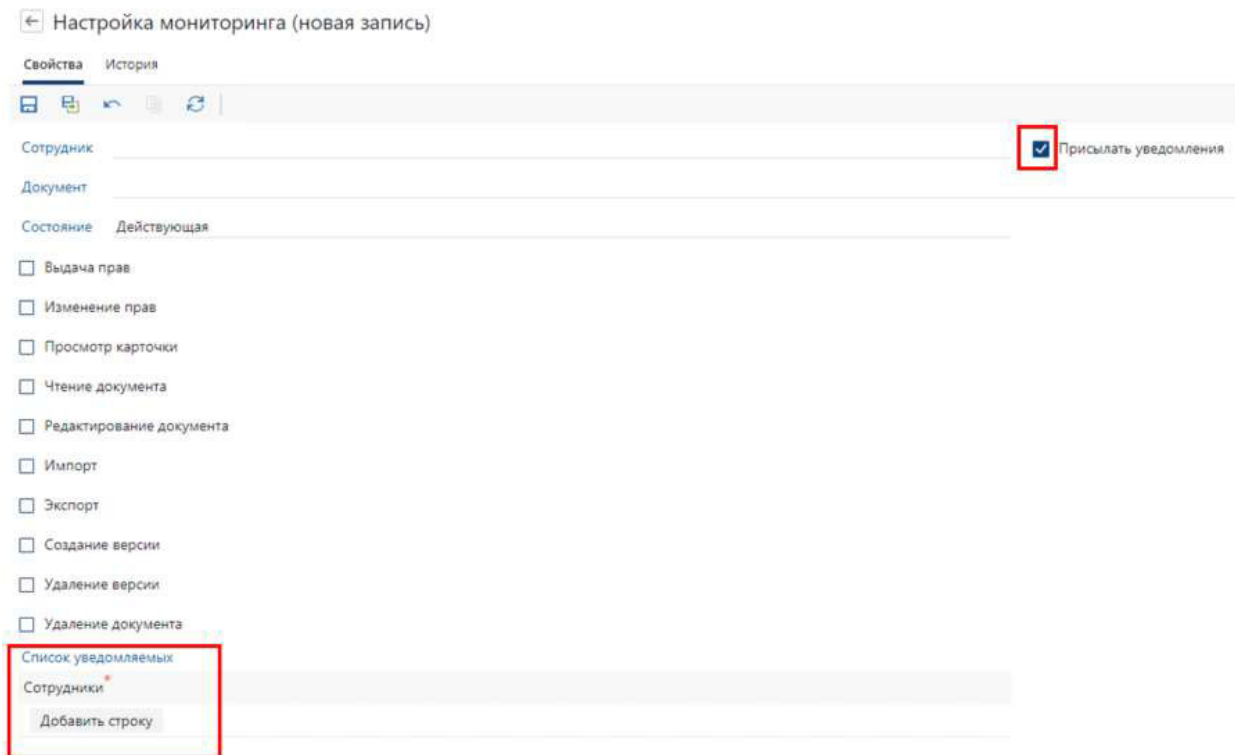 Настройка мониторинга (новая запись)
Свойства История
Сотрудник
Присылать уведомления
Документ
Состояние Действующая
Выдача прав
Изменение прав
Просмотр карточки
Чтение документа
Редактирование документа
Импорт
Экспорт
Создание версии
Удаление версии
Удаление документа
Список уведомляемых
Сотрудники*
Добавить строку